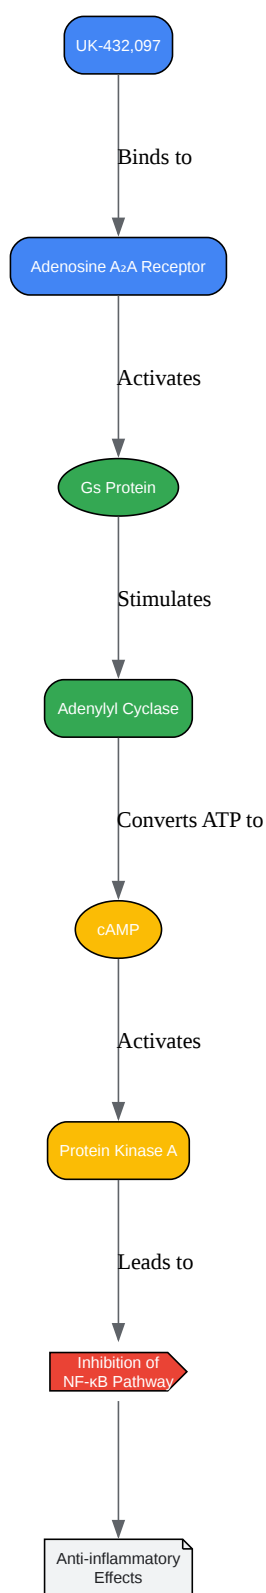 UK-432,097
Binds to
Adenosine A₂A Receptor
Activates
Gs Protein
Stimulates
Adenylyl Cyclase
Converts ATP to
cAMP
Activates
Protein Kinase A
Leads to
Inhibition of
NF-κB Pathway
Anti-inflammatory
Effects